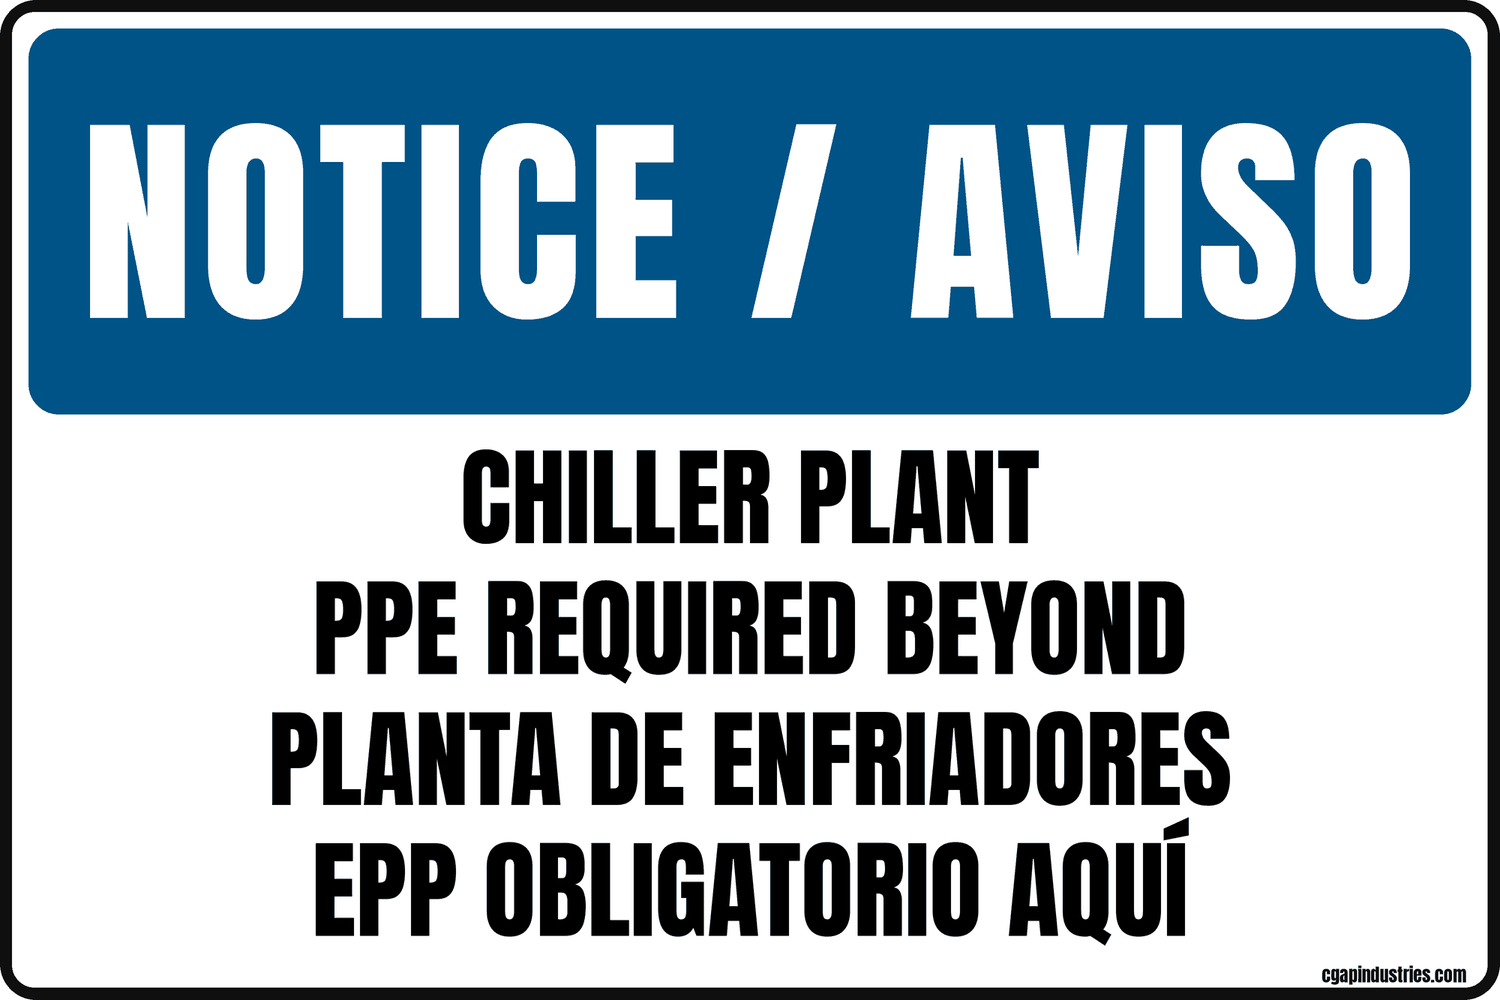 NOTICE / AVISO
CHILLER PLANT
PPE REQUIRED BEYOND
PLANTA DE ENFRIADORES
EPP OBLIGATORIO AQUÍ
cgapindustries.com